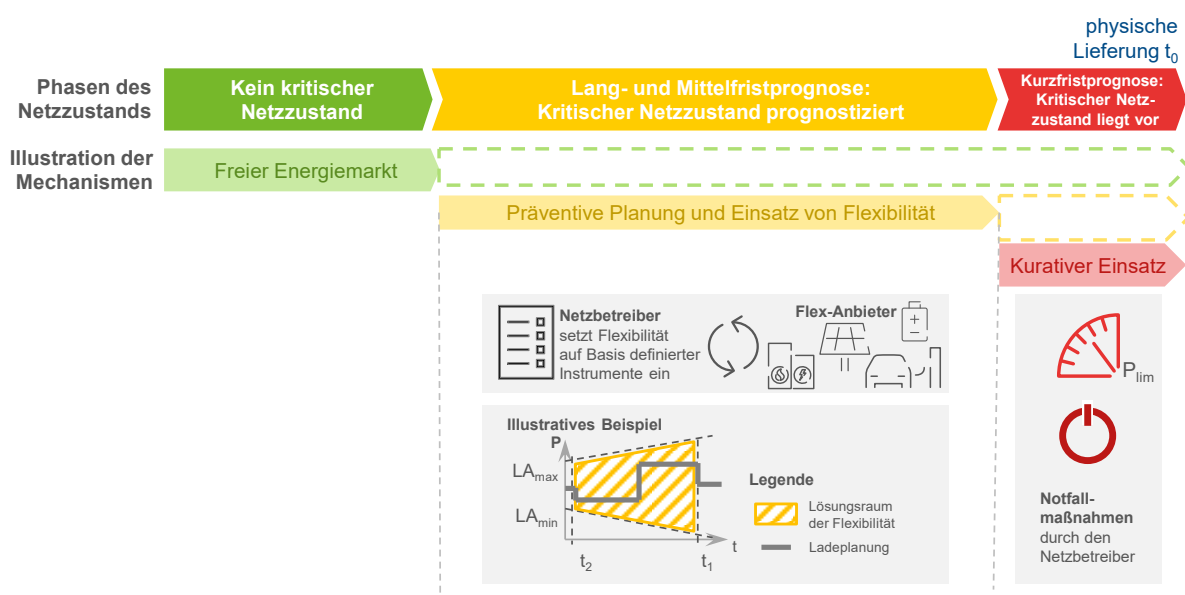 physische
Lieferung t0
Phasen des
Netzzustands
Kein kritischer
Netzzustand
Lang- und Mittelfristprognose:
Kritischer Netzzustand prognostiziert
Kurzfristprognose:
Kritischer Netz-
zustand liegt vor
Illustration der
Mechanismen
Freier Energiemarkt
Präventive Planung und Einsatz von Flexibilität
Kurativer Einsatz
Netzbetreiber
setzt Flexibilität
auf Basis definierter
Instrumente ein
Flex-Anbieter
Plim
Illustratives Beispiel
P
LAmax
LAmin
t2
t1
t
Legende
Lösungsraum
der Flexibilität
Ladeplanung
Notfall-
maßnahmen
durch den
Netzbetreiber